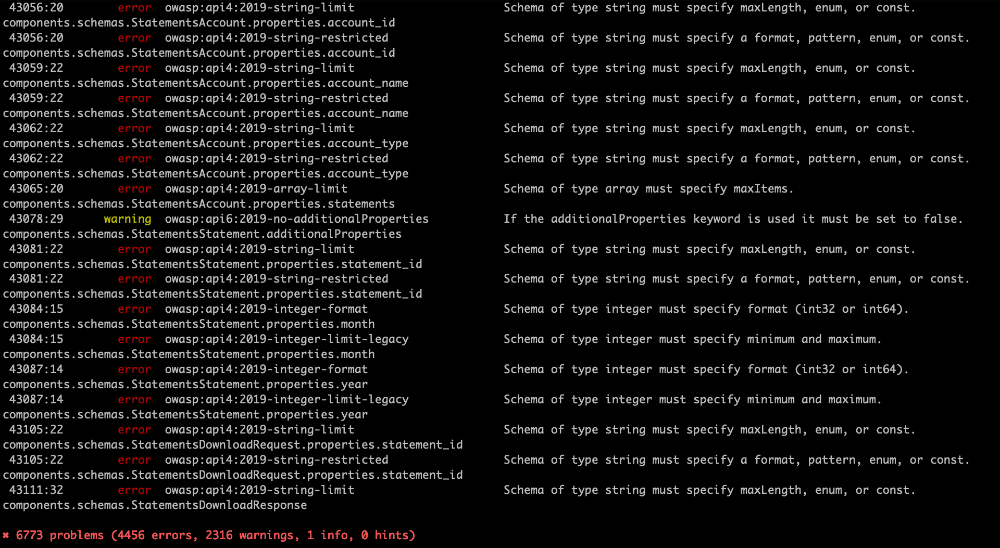 43056:20 error owasp:api4:2019-string-limit Schema of type string must specify maxLength, enum, or const.
components.schemas.StatementsAccount.properties.account_id
43056:20 error owasp:api4:2019-string-restricted Schema of type string must specify a format, pattern, enum, or const.
components.schemas.StatementsAccount.properties.account_id
43059:22 error owasp:api4:2019-string-limit Schema of type string must specify maxLength, enum, or const.
components.schemas.StatementsAccount.properties.account_name
43059:22 error owasp:api4:2019-string-restricted Schema of type string must specify a format, pattern, enum, or const.
components.schemas.StatementsAccount.properties.account_name
43062:22 error owasp:api4:2019-string-limit Schema of type string must specify maxLength, enum, or const.
components.schemas.StatementsAccount.properties.account_type
43062:22 error owasp:api4:2019-string-restricted Schema of type string must specify a format, pattern, enum, or const.
components.schemas.StatementsAccount.properties.account_type
43065:20 error owasp:api4:2019-array-limit Schema of type array must specify maxItems.
components.schemas.StatementsAccount.properties.statements
43078:29 warning owasp:api6:2019-no-additionalProperties If the additionalProperties keyword is used it must be set to false.
components.schemas.StatementsStatement.additionalProperties
43081:22 error owasp:api4:2019-string-limit Schema of type string must specify maxLength, enum, or const.
components.schemas.StatementsStatement.properties.statement_id
43081:22 error owasp:api4:2019-string-restricted Schema of type string must specify a format, pattern, enum, or const.
components.schemas.StatementsStatement.properties.statement_id
43084:15 error owasp:api4:2019-integer-format Schema of type integer must specify format (int32 or int64).
components.schemas.StatementsStatement.properties.month
43084:15 error owasp:api4:2019-integer-limit-legacy Schema of type integer must specify minimum and maximum.
components.schemas.StatementsStatement.properties.month
43087:14 error owasp:api4:2019-integer-format Schema of type integer must specify format (int32 or int64).
components.schemas.StatementsStatement.properties.year
43087:14 error owasp:api4:2019-integer-limit-legacy Schema of type integer must specify minimum and maximum.
components.schemas.StatementsStatement.properties.year
43105:22 error owasp:api4:2019-string-limit Schema of type string must specify maxLength, enum, or const.
components.schemas.StatementsDownloadRequest.properties.statement_id
43105:22 error owasp:api4:2019-string-restricted Schema of type string must specify a format, pattern, enum, or const.
components.schemas.StatementsDownloadRequest.properties.statement_id
43111:32 error owasp:api4:2019-string-limit Schema of type string must specify maxLength, enum, or const.
components.schemas.StatementsDownloadResponse
✖ 6773 problems (4456 errors, 2316 warnings, 1 info, 0 hints)